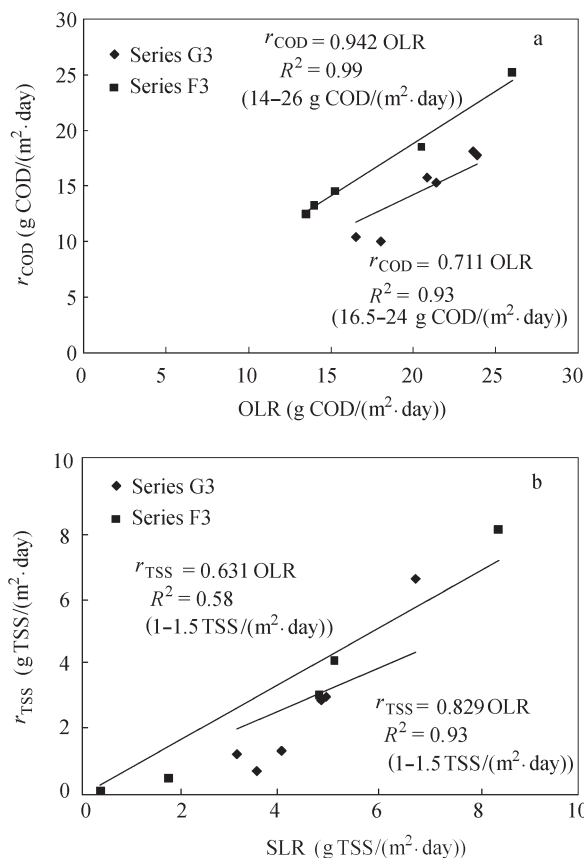 30
25
20
15
10
5
0
r_COD (g COD/(m²·day))
Series G3
Series F3
r_COD = 0.942 OLR
R² = 0.99
(14–26 g COD/(m²·day))
a
r_COD = 0.711 OLR
R² = 0.93
(16.5–24 g COD/(m²·day))
0 5 10 15 20 25 30
OLR (g COD/(m²·day))
10
8
6
4
2
0
r_TSS (g TSS/(m²·day)
Series G3
Series F3
b
r_TSS = 0.631 OLR
R² = 0.58
(1–1.5 TSS/(m²·day))
r_TSS = 0.829 OLR
R² = 0.93
(1–1.5 TSS/(m²·day))
0 2 4 6 8 10
SLR (g TSS/(m²·day)